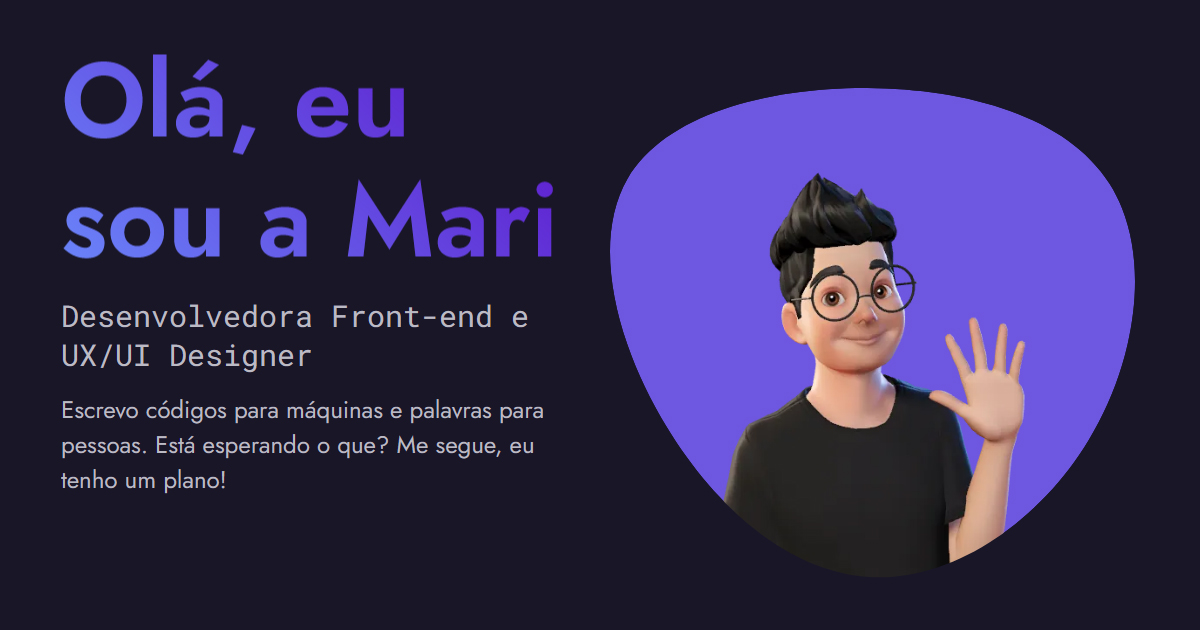 Olá, eu
sou a Mari
Desenvolvedora Front-end e
UX/UI Designer
Escrevo códigos para máquinas e palavras para
pessoas. Está esperando o que? Me segue, eu
tenho um plano!